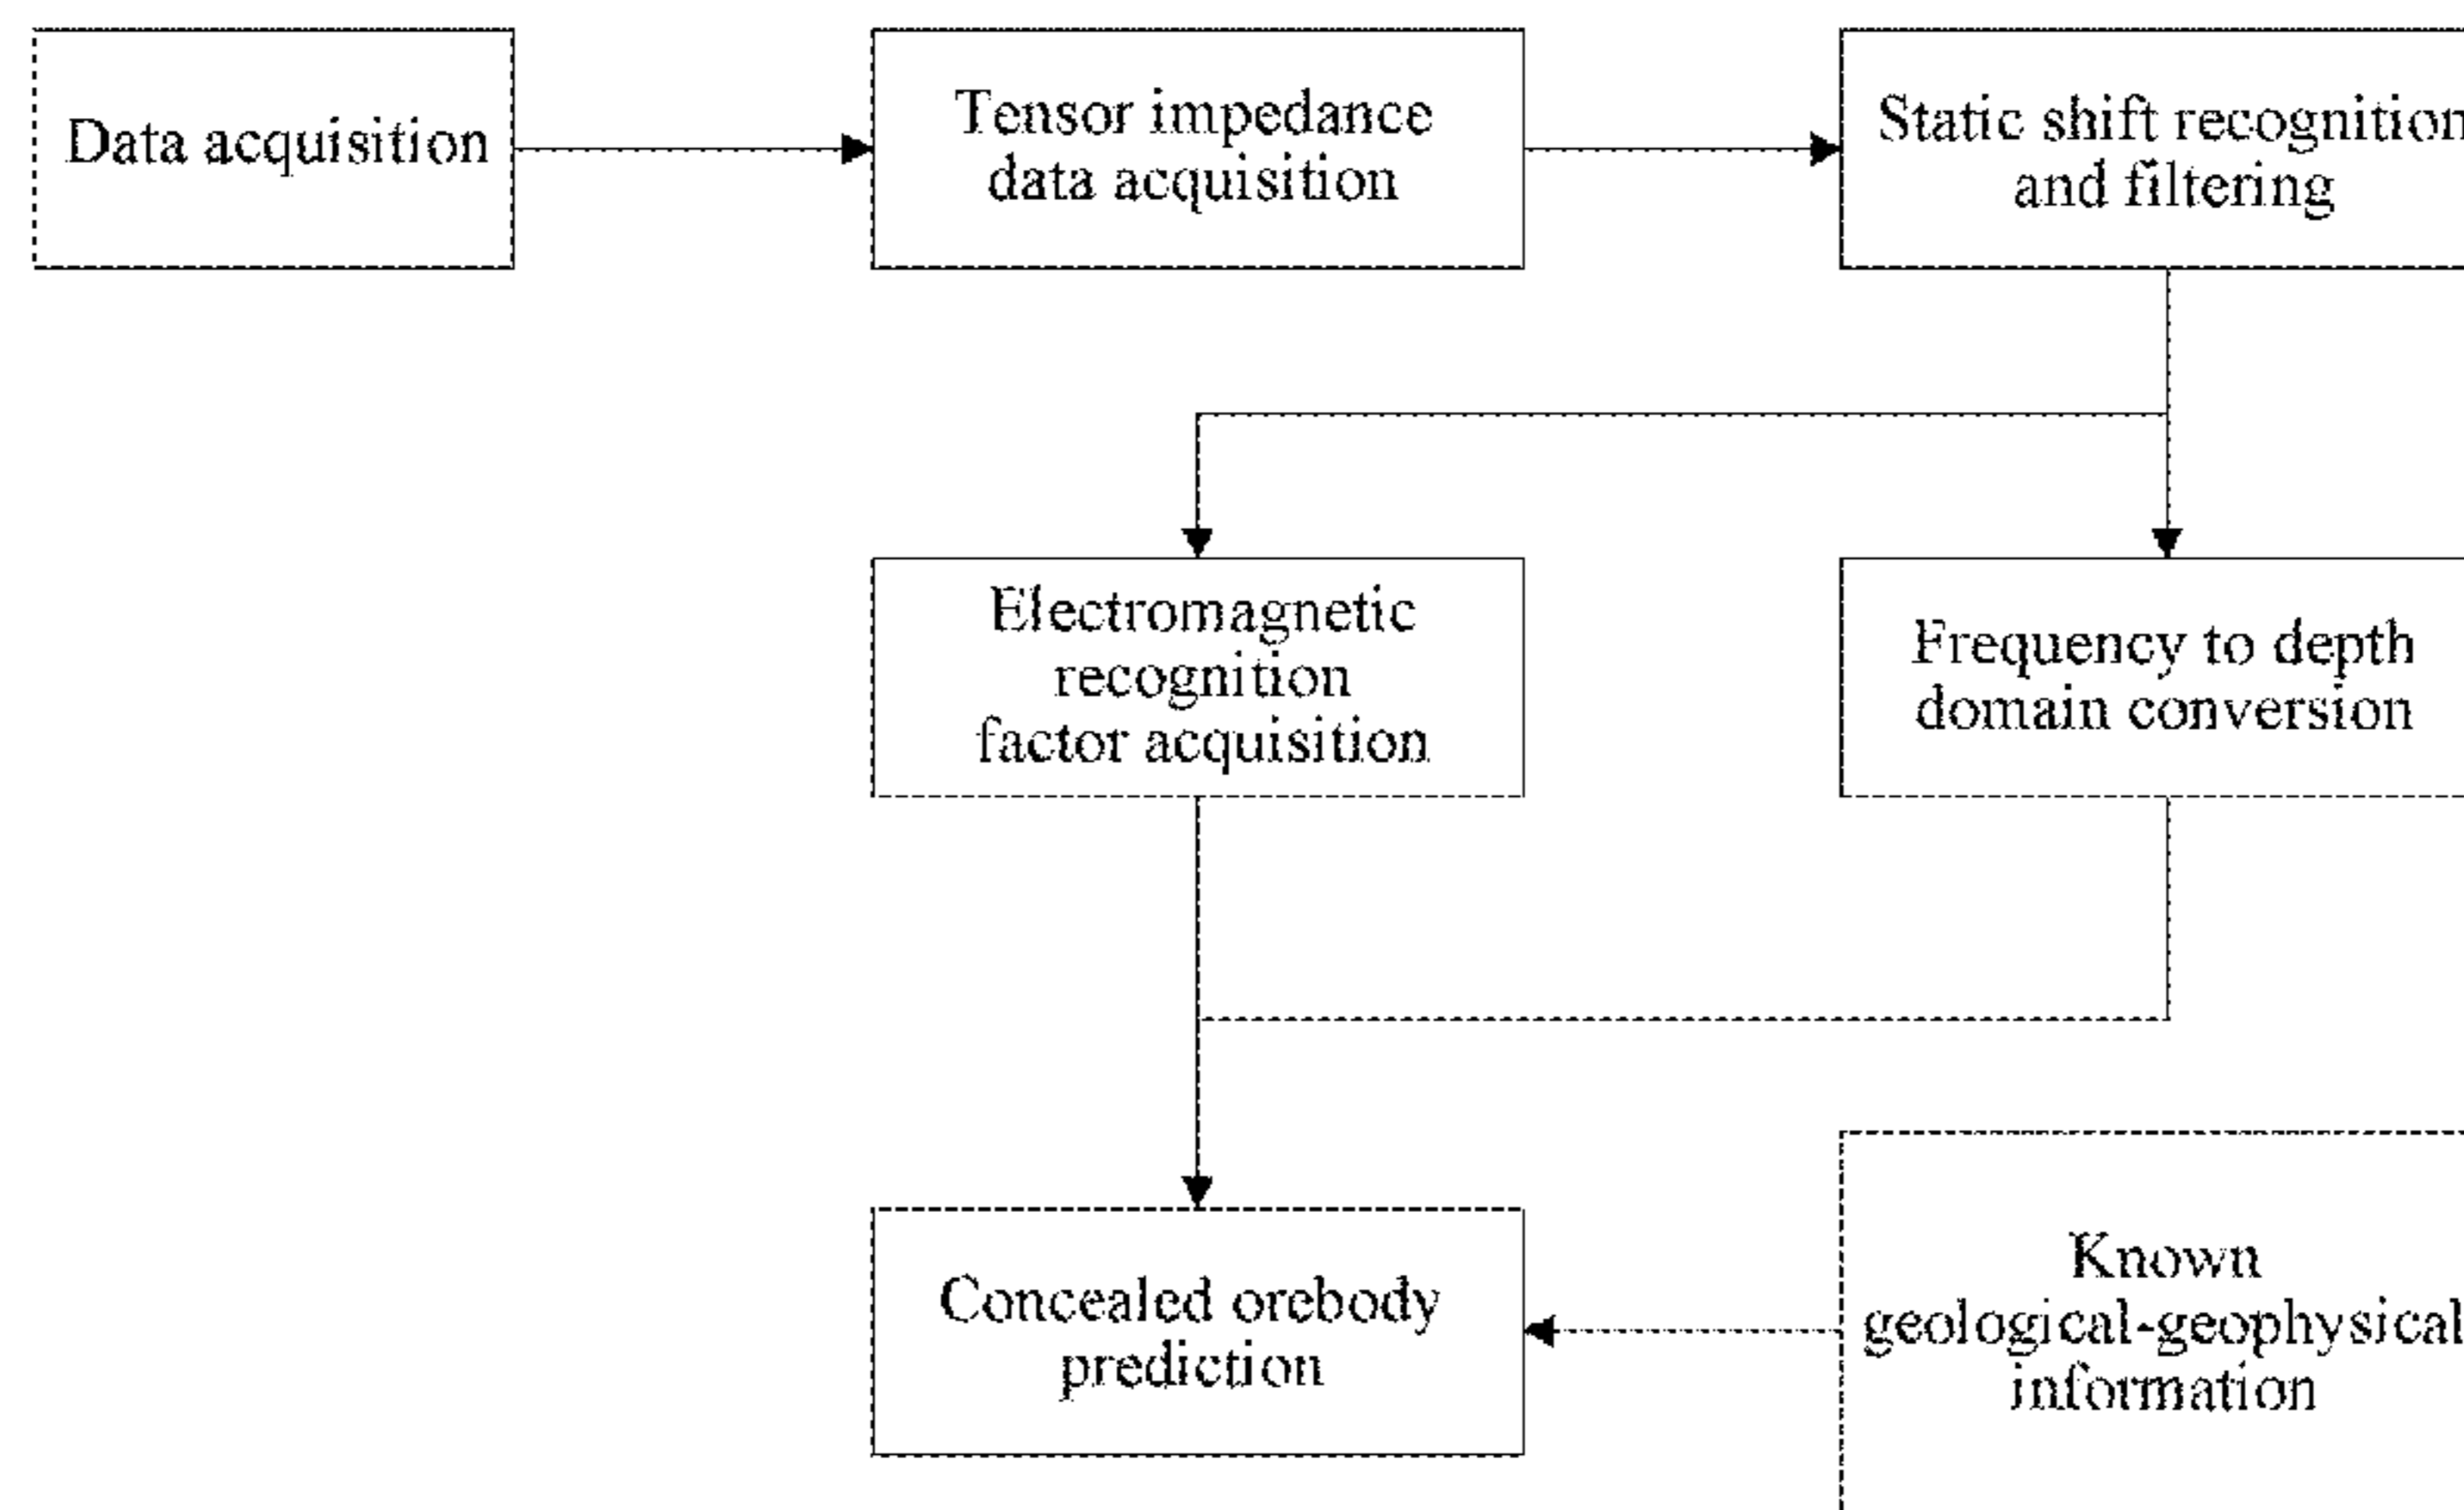 Data acquisition
Tensor impedance
data acquisition
Static shift recognition
and filtering
Electromagnetic
recognition
factor acquisition
Frequency to depth
domain conversion
Concealed orebody
prediction
Known
geological-geophysical
information